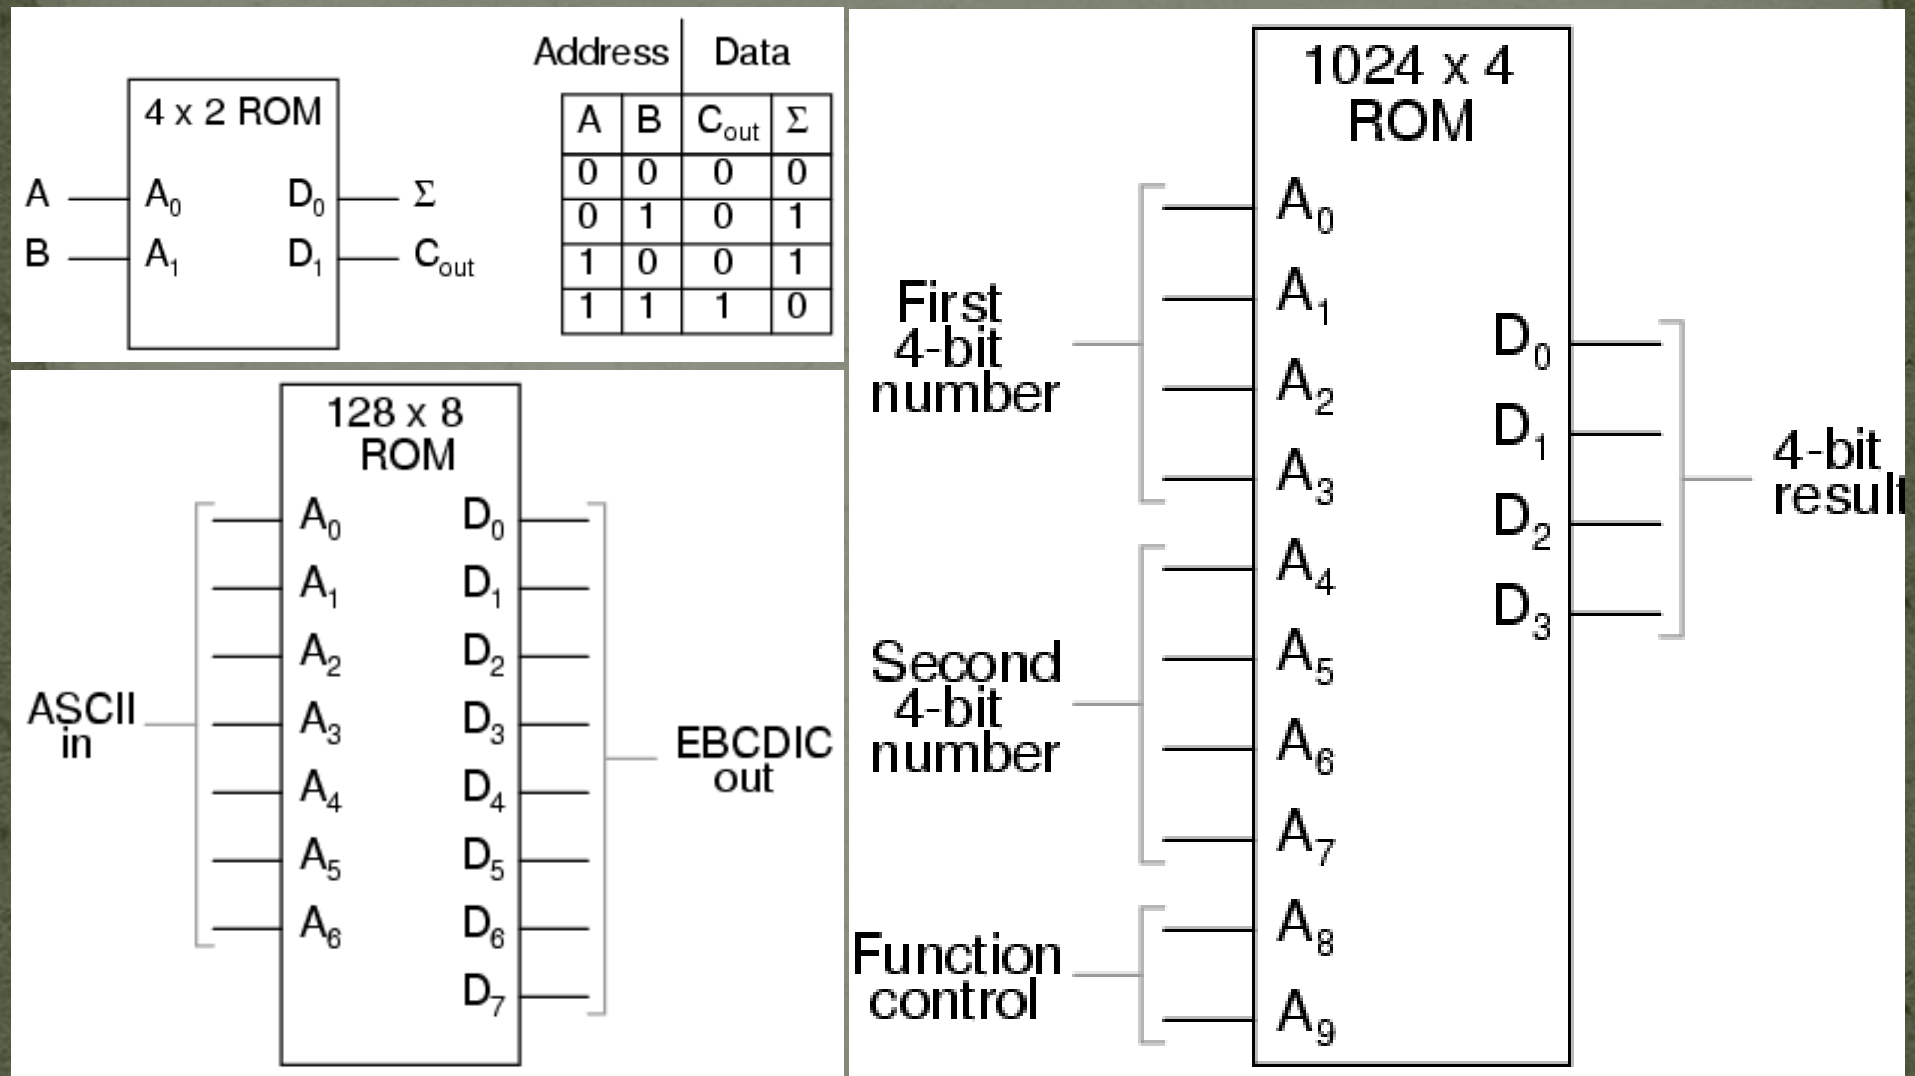 4 x 2 ROM
A A0 D0 Σ
B A1 D1 Cout
Address Data
A B Cout Σ
0 0 0 0
0 1 0 1
1 0 0 1
1 1 1 0
128 x 8
ROM
ASCII
in
A0 D0
A1 D1
A2 D2
A3 D3
A4 D4
A5 D5
A6 D6
D7
EBCDIC
out
1024 x 4
ROM
First
4-bit
number
A0
A1
A2
A3
Second
4-bit
number
A4
A5
A6
A7
Function
control
A8
A9
D0
D1
D2
D3
4-bit
result